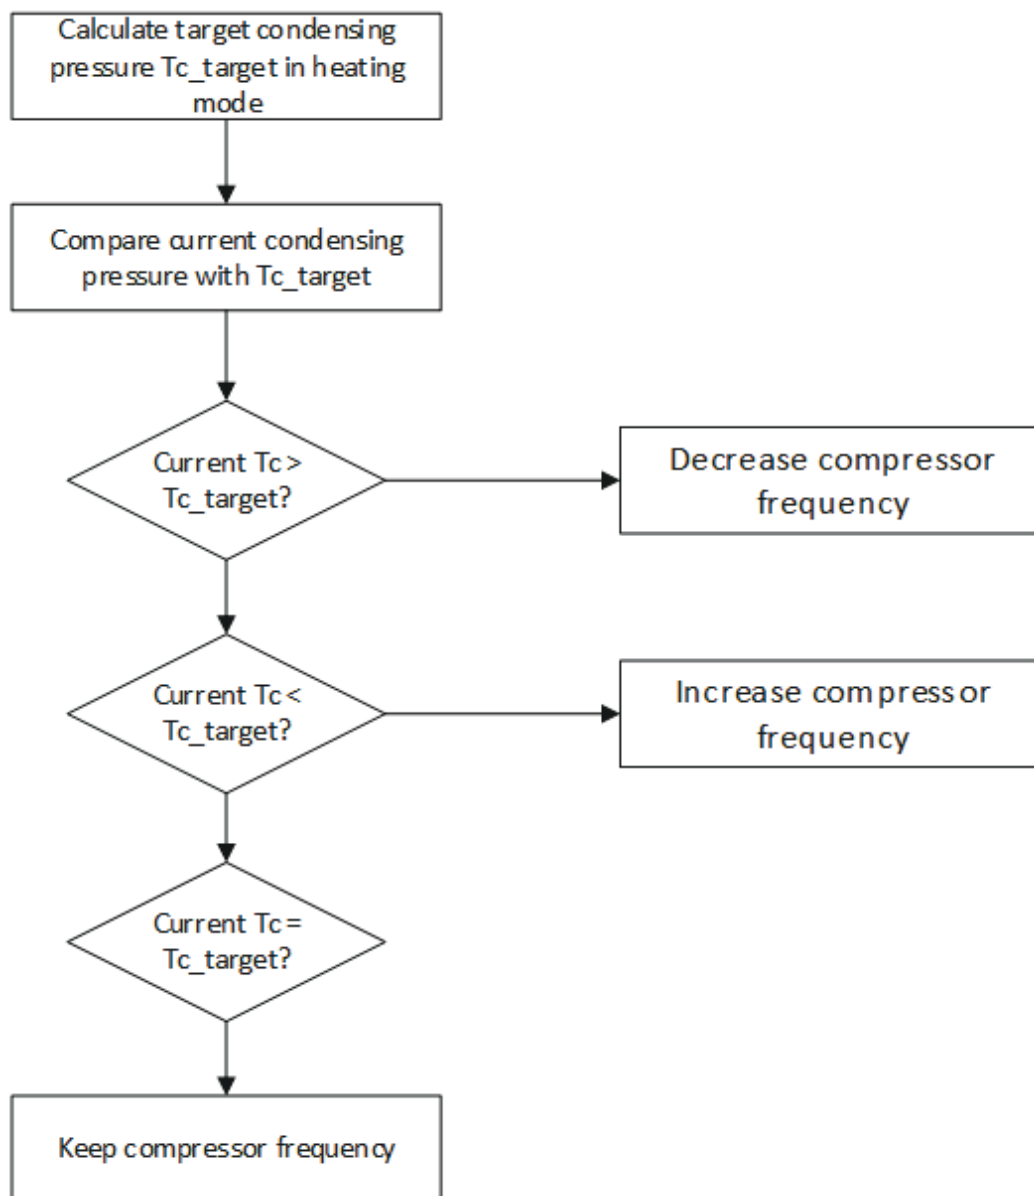 Calculate target condensing
pressure Tc_target in heating
mode
Compare current condensing
pressure with Tc_target
Current Tc >
Tc_target?
Decrease compressor
frequency
Current Tc <
Tc_target?
Increase compressor
frequency
Current Tc =
Tc_target?
Keep compressor frequency